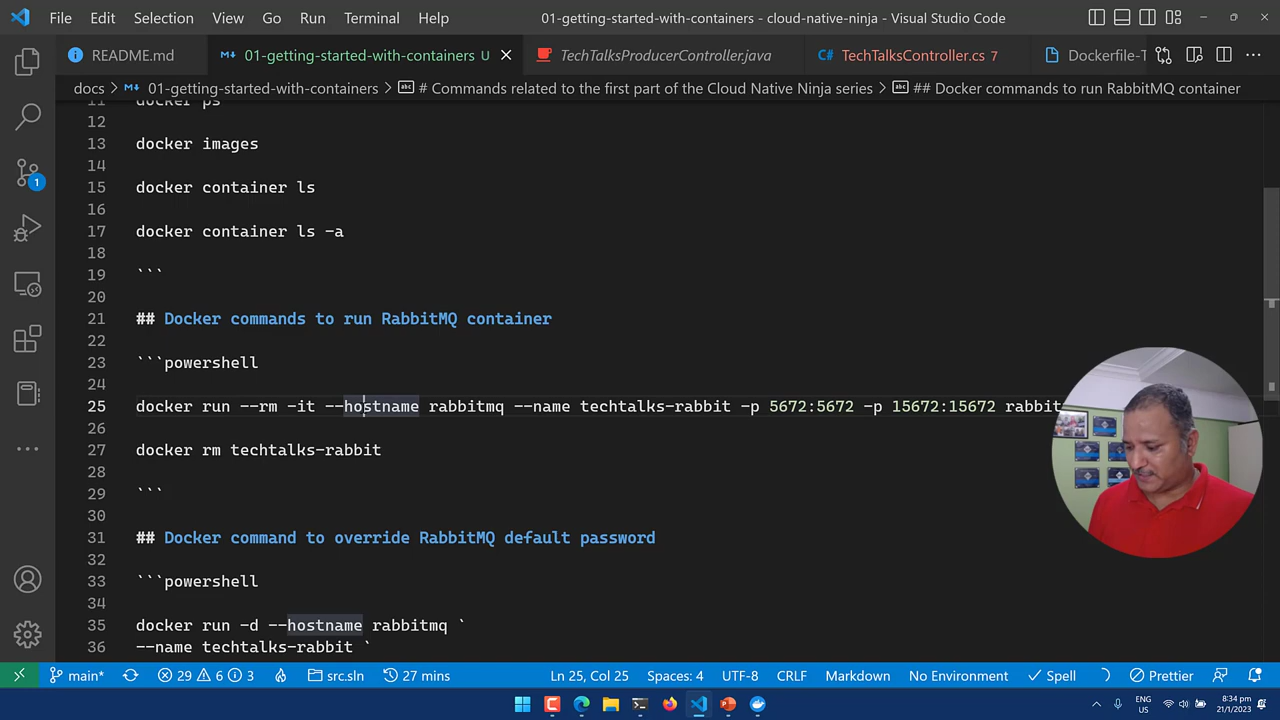 File Edit Selection View Go Run Terminal Help 01-getting-started-with-containers - cloud-native-ninja - Visual Studio Code
README.md 01-getting-started-with-containers U TechTalksProducerController.java TechTalksController.cs 7 Dockerfile-T
docs > 01-getting-started-with-containers > # Commands related to the first part of the Cloud Native Ninja series > ## Docker commands to run RabbitMQ container
11 docker ps
12
13 docker images
14
15 docker container ls
16
17 docker container ls -a
18
19 ```
20
21 ## Docker commands to run RabbitMQ container
22
23 ```powershell
24
25 docker run --rm -it --hostname rabbitmq --name techtalks-rabbit -p 5672:5672 -p 15672:15672 rabbit
26
27 docker rm techtalks-rabbit
28
29 ```
30
31 ## Docker command to override RabbitMQ default password
32
33 ```powershell
34
35 docker run -d --hostname rabbitmq `
36 --name techtalks-rabbit `
1
main* 29 6 3 src.sln 27 mins Ln 25, Col 25 Spaces: 4 UTF-8 CRLF Markdown No Environment Spell Prettier
ENG
US
8:34 pm
21/1/2023